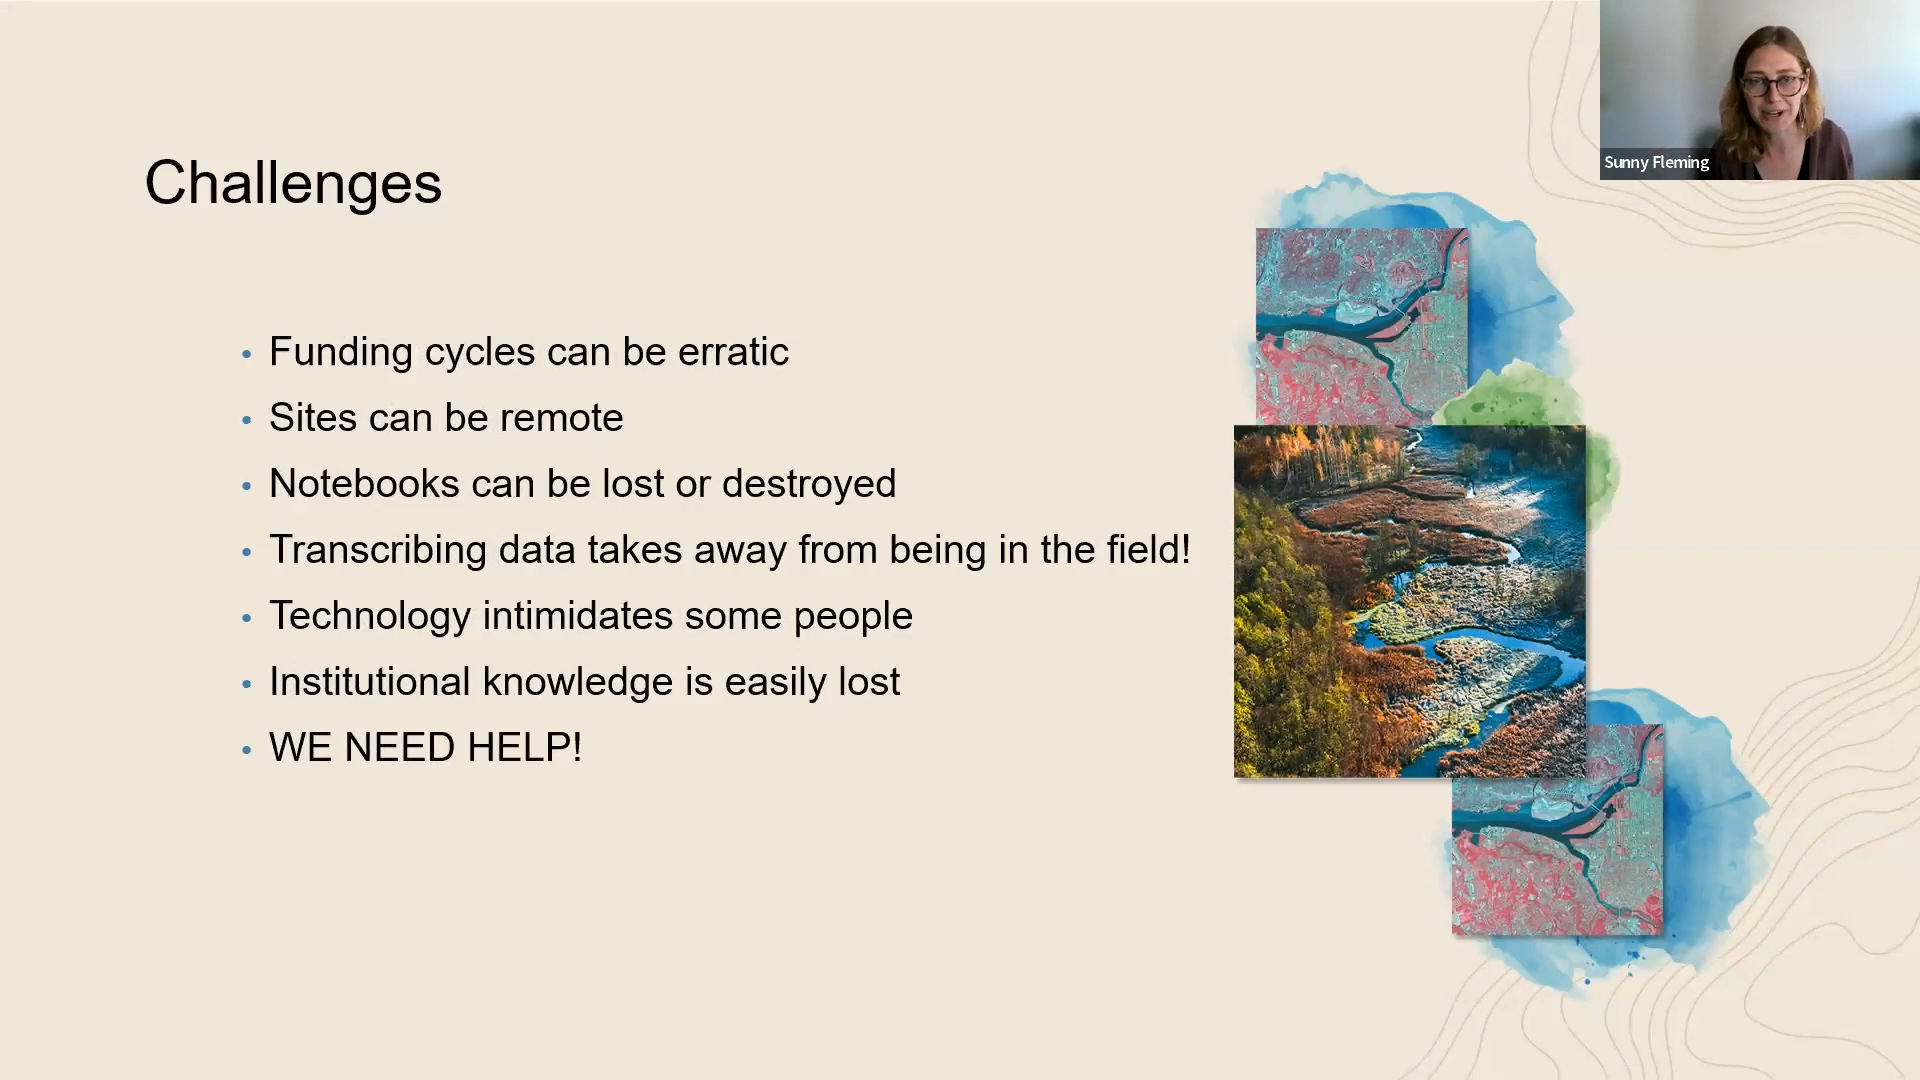 Sunny Fleming
Challenges
Funding cycles can be erratic
Sites can be remote
Notebooks can be lost or destroyed
Transcribing data takes away from being in the field!
Technology intimidates some people
Institutional knowledge is easily lost
WE NEED HELP!